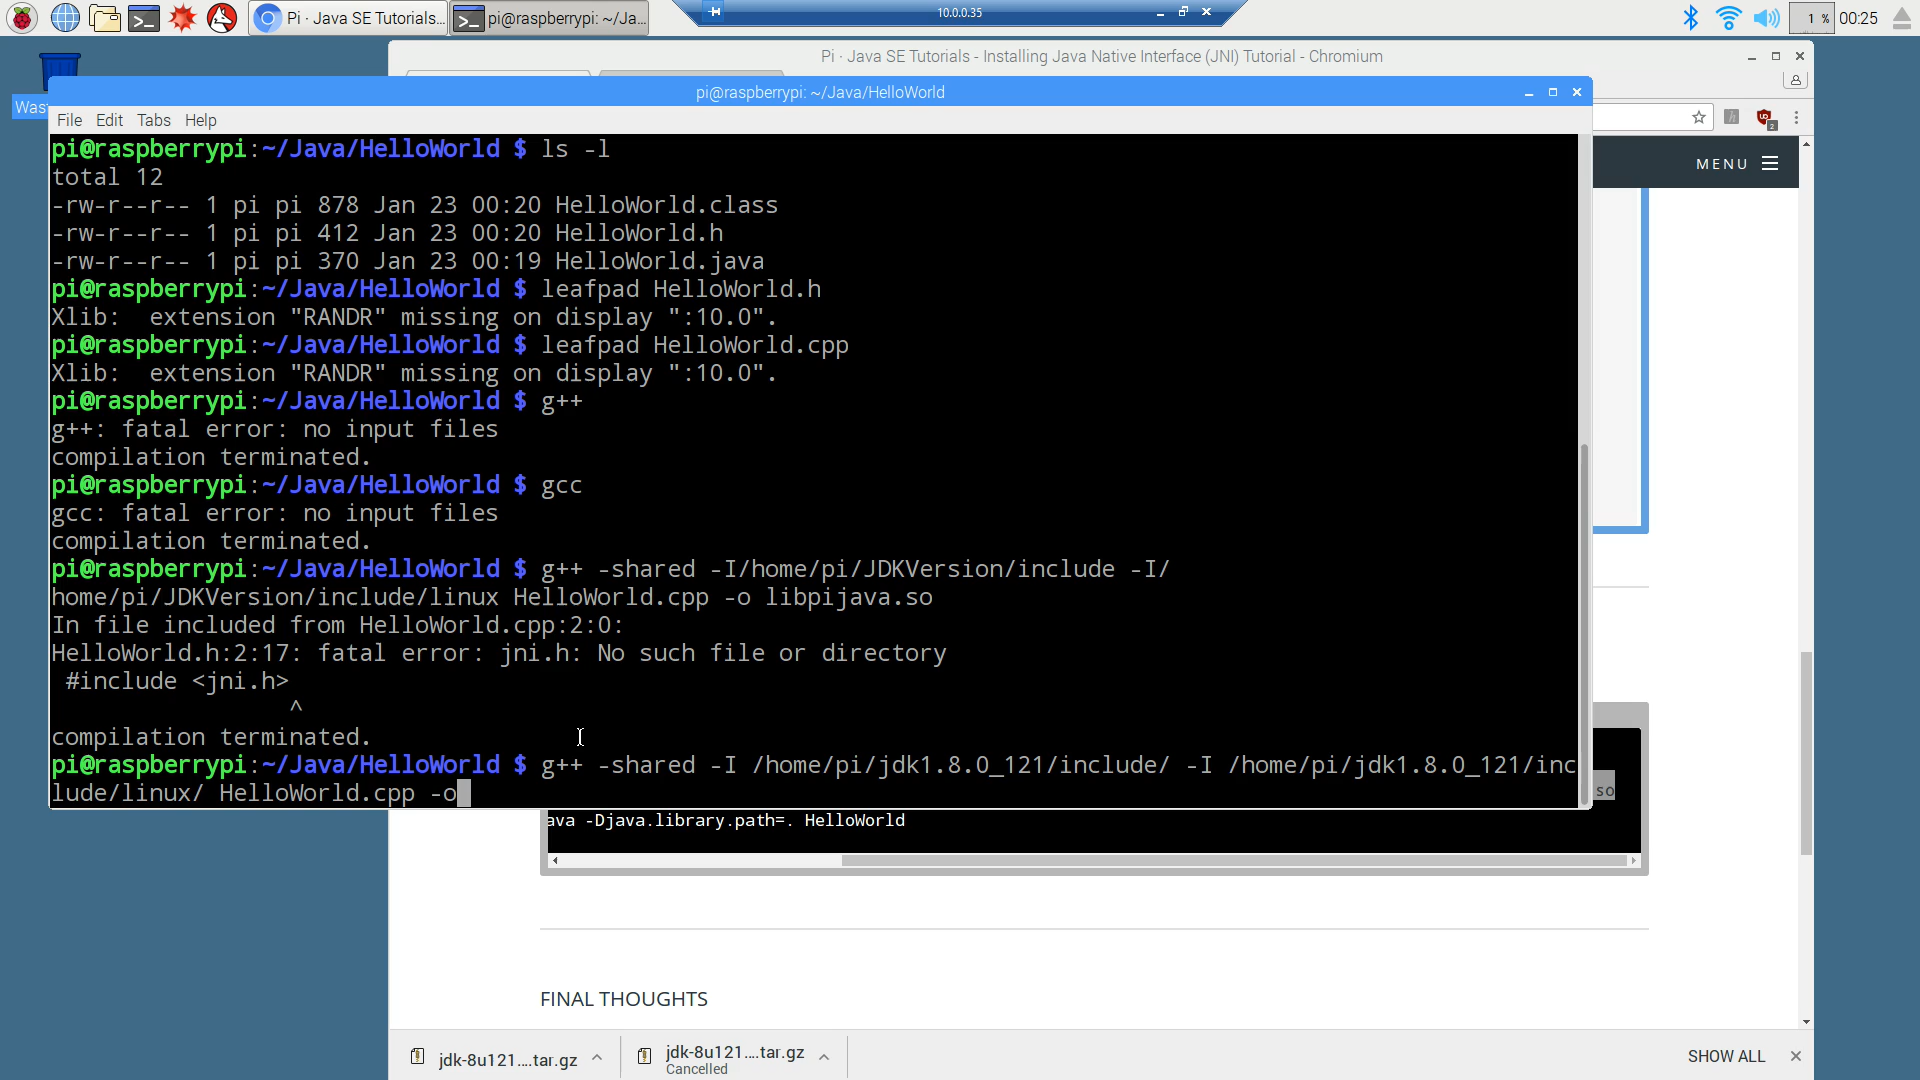 Pi · Java SE Tutorials...
pi@raspberrypi: ~/Ja...
10.0.0.35
1 %
00:25
Pi · Java SE Tutorials - Installing Java Native Interface (JNI) Tutorial - Chromium
pi@raspberrypi: ~/Java/HelloWorld
File Edit Tabs Help
MENU
pi@raspberrypi:~/Java/HelloWorld $ ls -l
total 12
-rw-r--r-- 1 pi pi 878 Jan 23 00:20 HelloWorld.class
-rw-r--r-- 1 pi pi 412 Jan 23 00:20 HelloWorld.h
-rw-r--r-- 1 pi pi 370 Jan 23 00:19 HelloWorld.java
pi@raspberrypi:~/Java/HelloWorld $ leafpad HelloWorld.h
Xlib:  extension "RANDR" missing on display ":10.0".
pi@raspberrypi:~/Java/HelloWorld $ leafpad HelloWorld.cpp
Xlib:  extension "RANDR" missing on display ":10.0".
pi@raspberrypi:~/Java/HelloWorld $ g++
g++: fatal error: no input files
compilation terminated.
pi@raspberrypi:~/Java/HelloWorld $ gcc
gcc: fatal error: no input files
compilation terminated.
pi@raspberrypi:~/Java/HelloWorld $ g++ -shared -I/home/pi/JDKVersion/include -I/
home/pi/JDKVersion/include/linux HelloWorld.cpp -o libpijava.so
In file included from HelloWorld.cpp:2:0:
HelloWorld.h:2:17: fatal error: jni.h: No such file or directory
 #include <jni.h>
                 ^
compilation terminated.
pi@raspberrypi:~/Java/HelloWorld $ g++ -shared -I /home/pi/jdk1.8.0_121/include/ -I /home/pi/jdk1.8.0_121/inc
lude/linux/ HelloWorld.cpp -o
so
ava -Djava.library.path=. HelloWorld
FINAL THOUGHTS
jdk-8u121....tar.gz
jdk-8u121....tar.gz
Cancelled
SHOW ALL